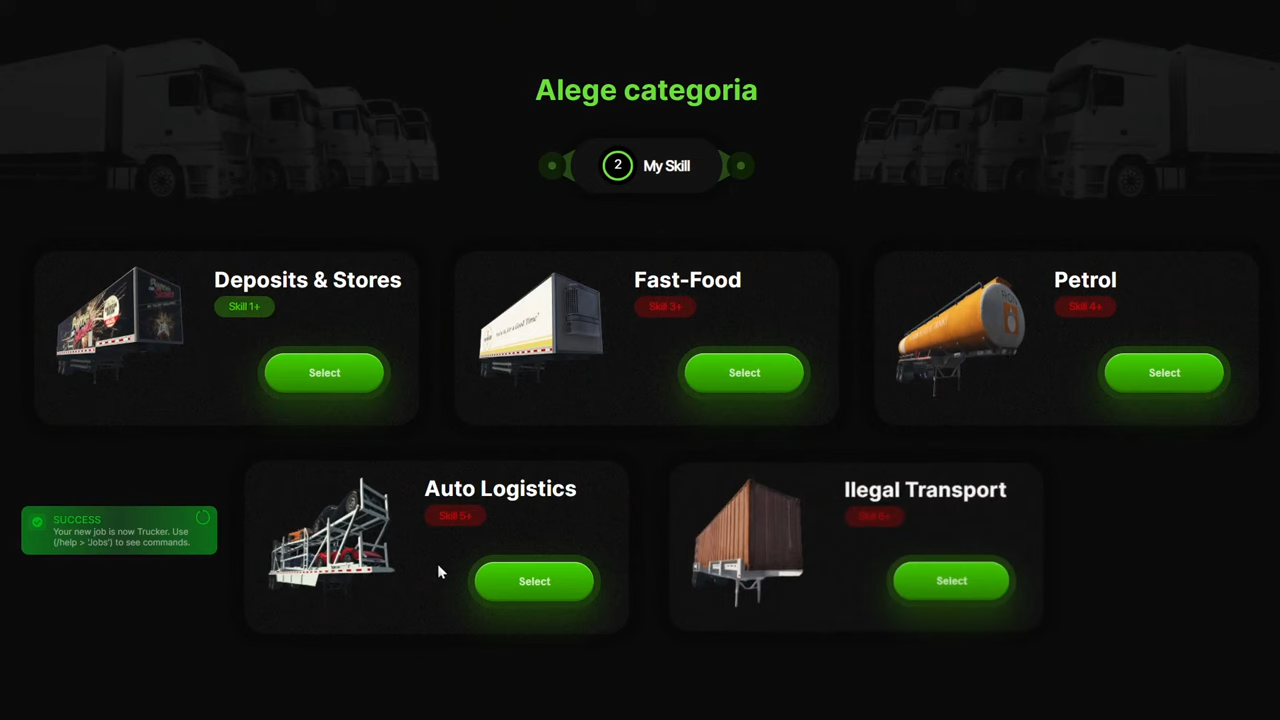 Alege categoria
2 My Skill
Deposits & Stores
Skill 1+
Select
Fast-Food
Skill 3+
Select
Petrol
Skill 4+
Select
Auto Logistics
Skill 5+
Select
Ilegal Transport
Skill 6+
Select
SUCCESS
Your new job is now Trucker. Use
(/help > 'Jobs') to see commands.